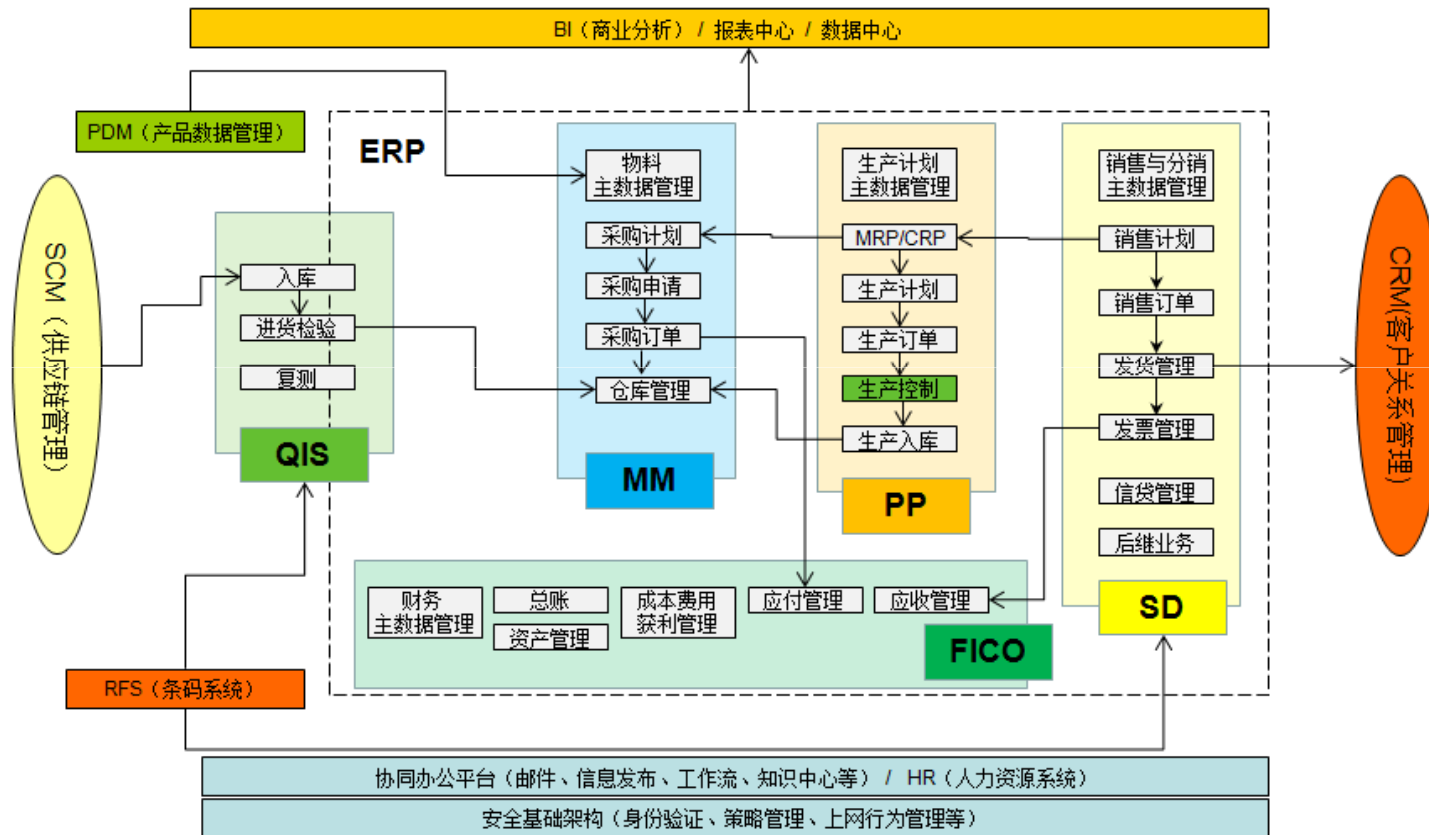 BI（商业分析）/ 报表中心 / 数据中心
PDM（产品数据管理）
ERP
SCM（供应链管理）
入库
进货检验
复测
QIS
物料
主数据管理
采购计划
采购申请
采购订单
仓库管理
MM
生产计划
主数据管理
MRP/CRP
生产计划
生产订单
生产控制
生产入库
PP
销售与分销
主数据管理
销售计划
销售订单
发货管理
发票管理
信贷管理
后继业务
SD
CRM(客户关系管理)
财务
主数据管理
总账
资产管理
成本费用
获利管理
应付管理
应收管理
FICO
RFS（条码系统）
协同办公平台（邮件、信息发布、工作流、知识中心等）/ HR（人力资源系统）
安全基础架构（身份验证、策略管理、上网行为管理等）